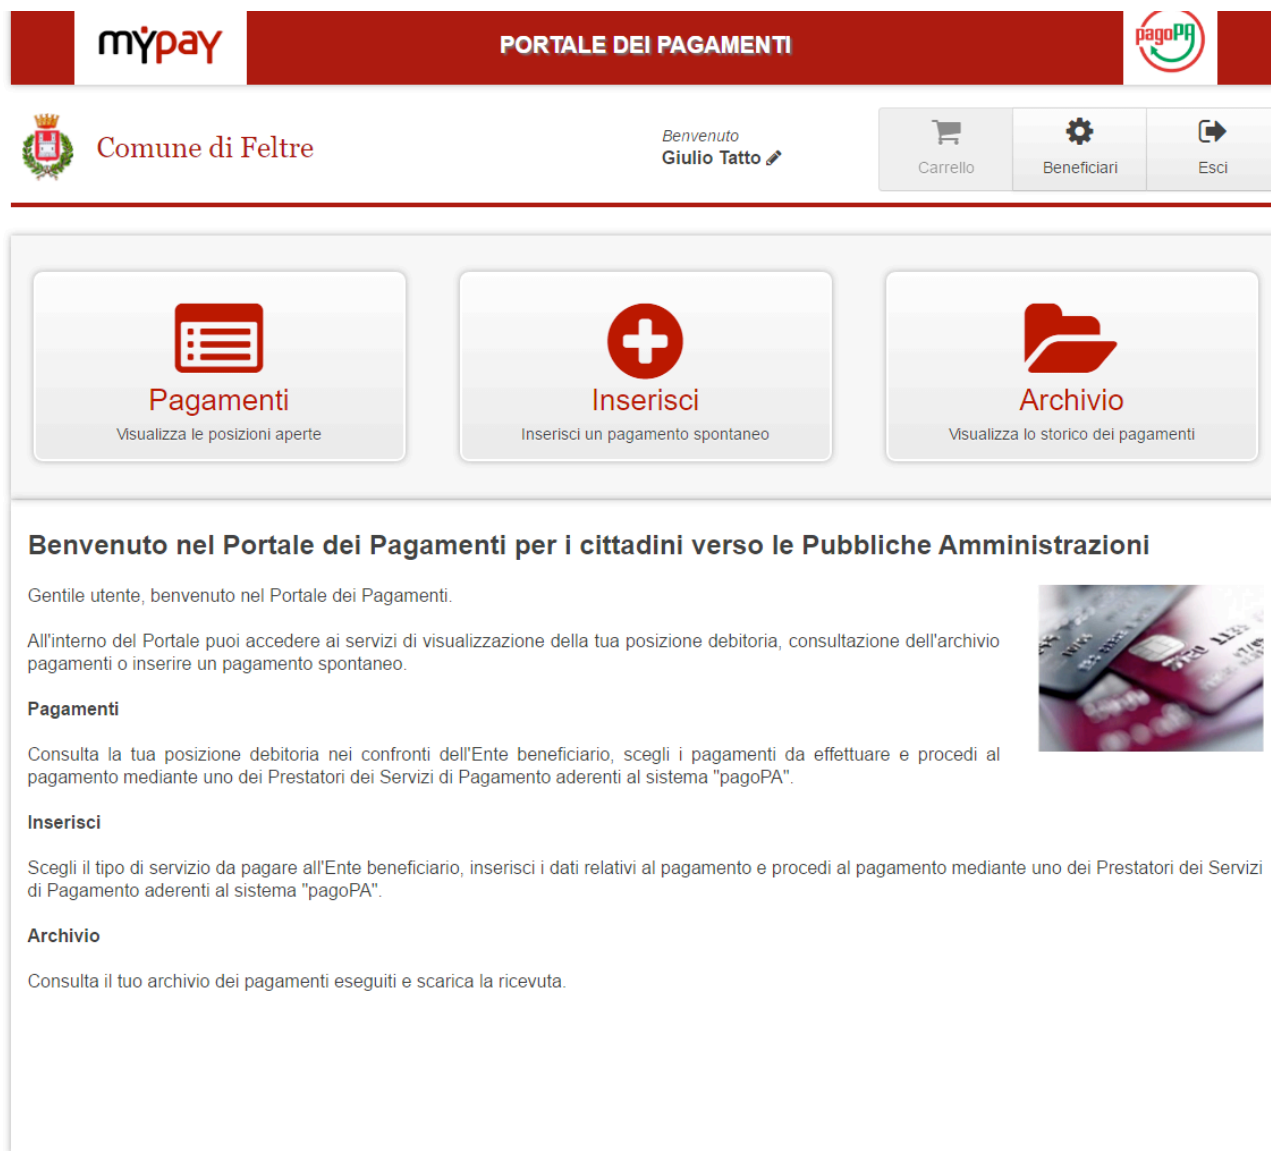 mypay
PORTALE DEI PAGAMENTI
pagoPA
Comune di Feltre
Benvenuto
Giulio Tatto
Carrello
Beneficiari
Esci
Pagamenti
Visualizza le posizioni aperte
Inserisci
Inserisci un pagamento spontaneo
Archivio
Visualizza lo storico dei pagamenti
Benvenuto nel Portale dei Pagamenti per i cittadini verso le Pubbliche Amministrazioni
Gentile utente, benvenuto nel Portale dei Pagamenti.
All'interno del Portale puoi accedere ai servizi di visualizzazione della tua posizione debitoria, consultazione dell'archivio
pagamenti o inserire un pagamento spontaneo.
Pagamenti
Consulta la tua posizione debitoria nei confronti dell'Ente beneficiario, scegli i pagamenti da effettuare e procedi al
pagamento mediante uno dei Prestatori dei Servizi di Pagamento aderenti al sistema "pagoPA".
Inserisci
Scegli il tipo di servizio da pagare all'Ente beneficiario, inserisci i dati relativi al pagamento e procedi al pagamento mediante uno dei Prestatori dei Servizi
di Pagamento aderenti al sistema "pagoPA".
Archivio
Consulta il tuo archivio dei pagamenti eseguiti e scarica la ricevuta.